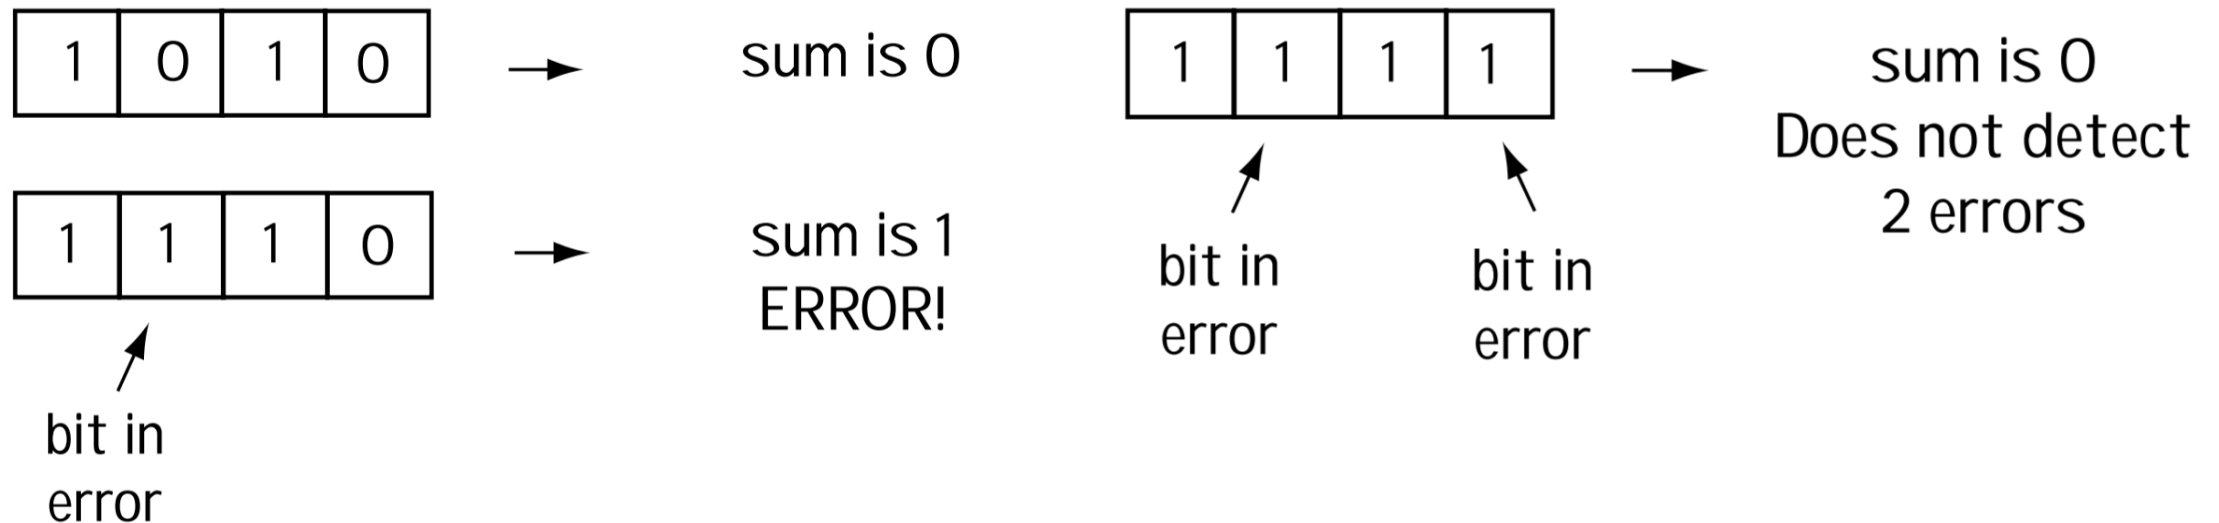 1 0 1 0
sum is 0
1 1 1 0
sum is 1
ERROR!
bit in
error
1 1 1 1
sum is 0
Does not detect
2 errors
bit in
error
bit in
error